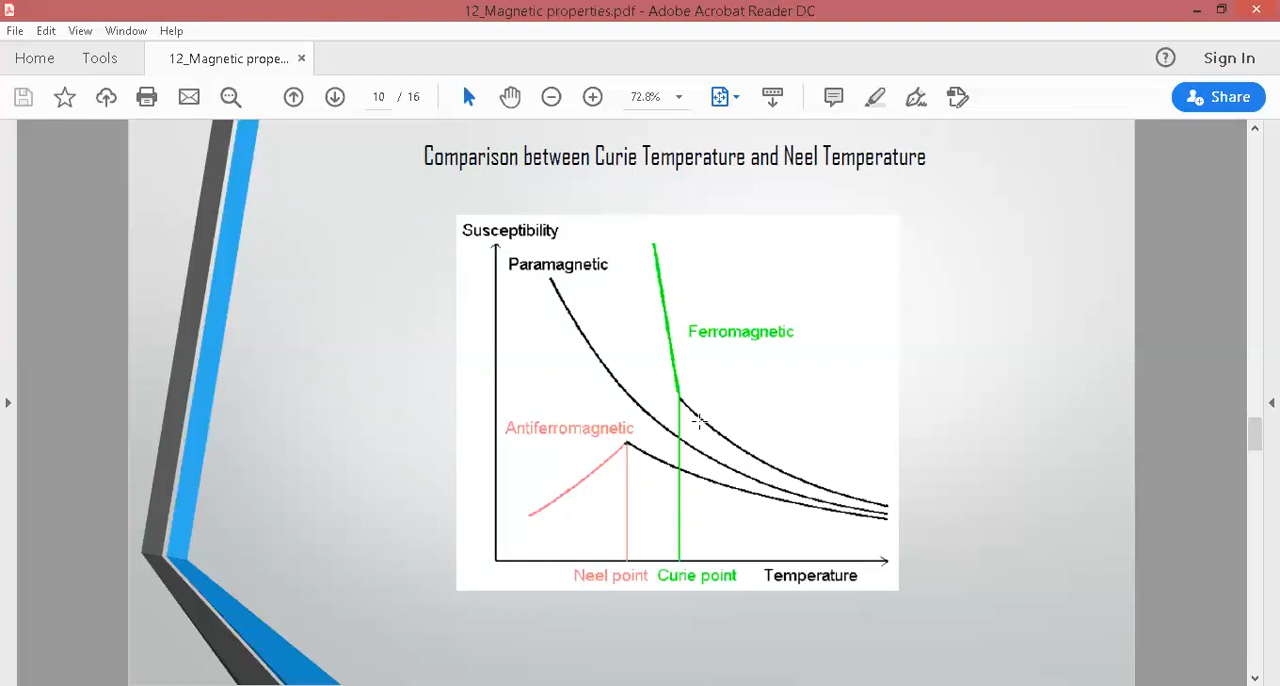 12_Magnetic properties.pdf - Adobe Acrobat Reader DC
File Edit View Window Help
Home Tools 12_Magnetic prope... Sign In
10 / 16 72.8% Share
Comparison between Curie Temperature and Neel Temperature
Susceptibility
Paramagnetic
Ferromagnetic
Antiferromagnetic
Neel point Curie point Temperature